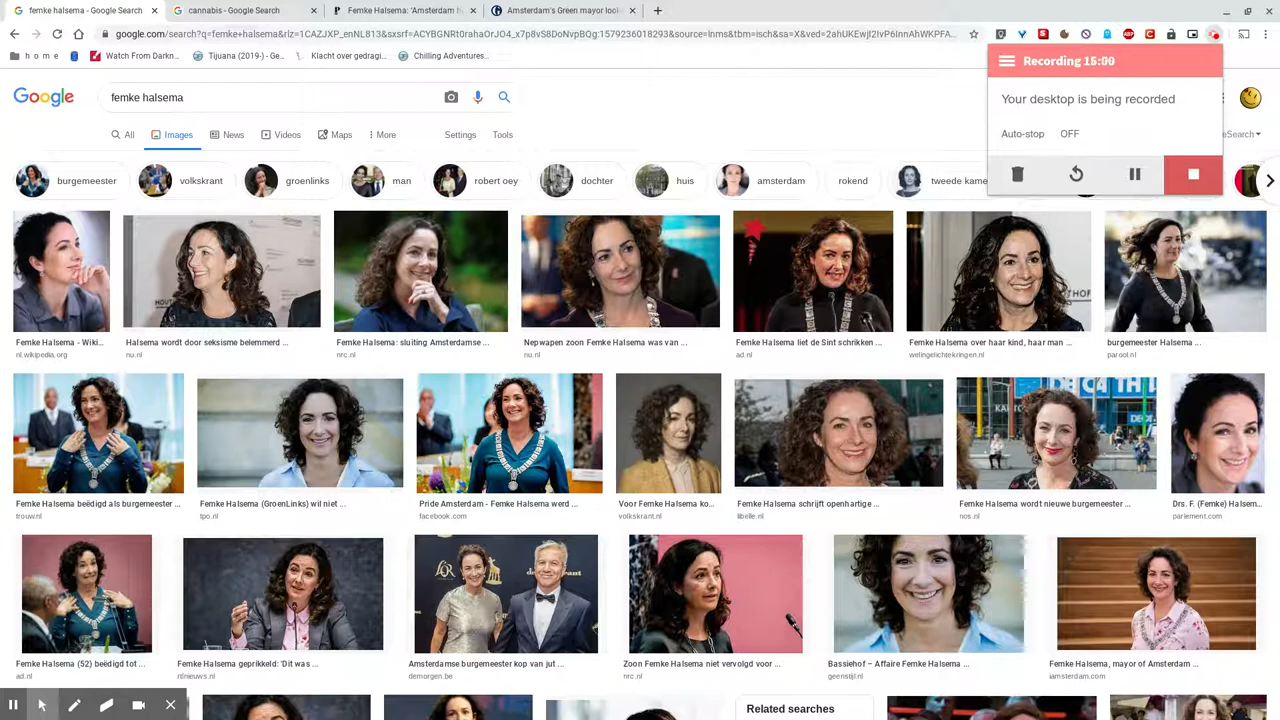 femke halsema - Google Search
cannabis - Google Search
Femke Halsema: 'Amsterdam h
Amsterdam's Green mayor look
google.com/search?q=femke+halsema&riz=1CAZJXP_enNL813&sxsrf=ACYBGNRt0rahaOrJO4_x7p8vS8DoNvpBQg:1579236018293&source=lnms&tbm=isch&sa=X&ved=2ahUKEwjI2IvP6InnAhWKPFA...
h o m e
Watch From Darkn...
Tijuana (2019-) - Ge...
Klacht over gedragi...
Chilling Adventures...
Recording 15:00
Your desktop is being recorded
Auto-stop OFF
Google
femke halsema
All
Images
News
Videos
Maps
More
Settings
Tools
eSearch
burgemeester
volkskrant
groenlinks
man
robert oey
dochter
huis
amsterdam
rokend
tweede kame
Femke Halsema - Wiki...
nl.wikipedia.org
Halsema wordt door seksisme belemmerd ...
nu.nl
Femke Halsema: sluiting Amsterdamse ...
nrc.nl
Nepwapen zoon Femke Halsema was van ...
nu.nl
Femke Halsema liet de Sint schrikken ...
ad.nl
Femke Halsema over haar kind, haar man ...
welingelichtekringen.nl
burgemeester Halsema ...
parool.nl
Femke Halsema beëdigd als burgemeester ...
trouw.nl
Femke Halsema (GroenLinks) wil niet ...
tpo.nl
Pride Amsterdam - Femke Halsema werd ...
facebook.com
Voor Femke Halsema ko...
volkskrant.nl
Femke Halsema schrijft openhartige ...
libelle.nl
Femke Halsema wordt nieuwe burgemeester ...
nos.nl
Drs. F. (Femke) Halsem...
parlement.com
Femke Halsema (52) beëdigd tot ...
ad.nl
Femke Halsema geprikkeld: 'Dit was ...
rtlnieuws.nl
Amsterdamse burgemeester kop van jut ...
demorgen.be
Zoon Femke Halsema niet vervolgd voor ...
nrc.nl
Bassiehof – Affaire Femke Halsema ...
geenstijl.nl
Femke Halsema, mayor of Amsterdam ...
iamsterdam.com
Related searches